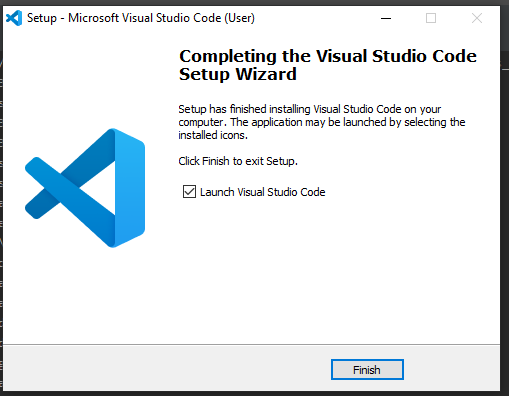 Setup - Microsoft Visual Studio Code (User)
Completing the Visual Studio Code
Setup Wizard
Setup has finished installing Visual Studio Code on your
computer. The application may be launched by selecting the
installed icons.
Click Finish to exit Setup.
Launch Visual Studio Code
Finish